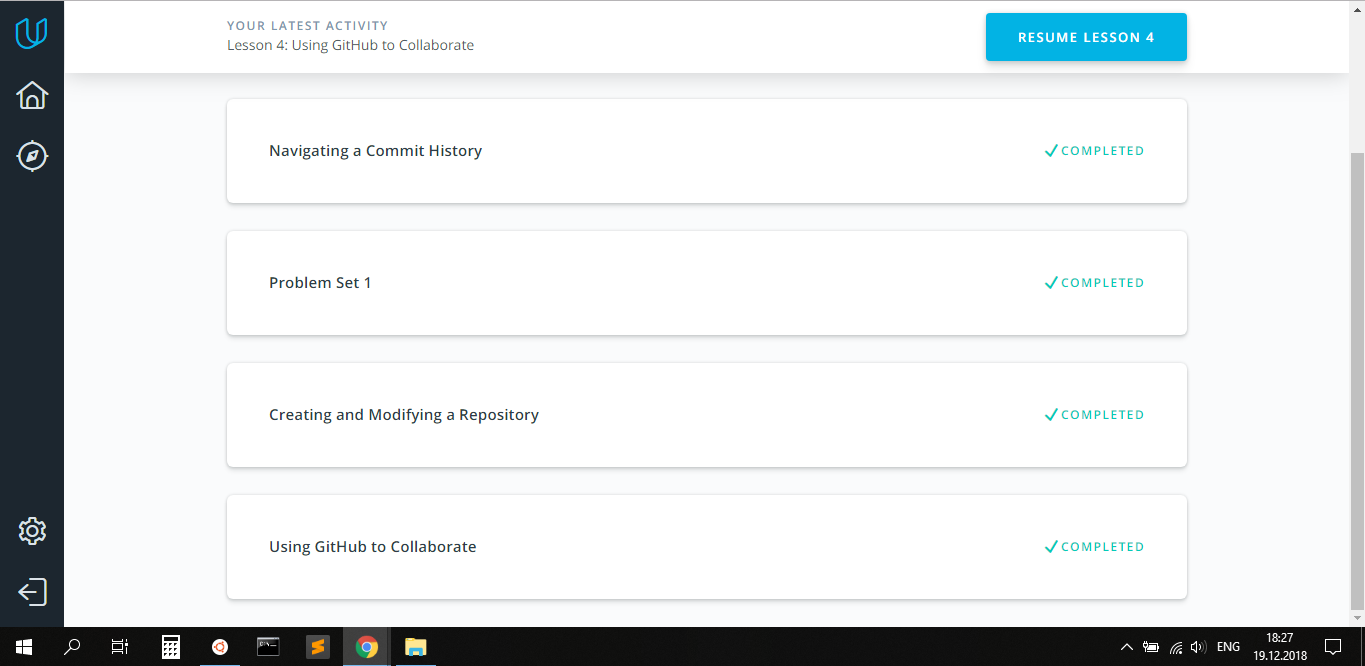 YOUR LATEST ACTIVITY
Lesson 4: Using GitHub to Collaborate
RESUME LESSON 4
Navigating a Commit History
COMPLETED
Problem Set 1
COMPLETED
Creating and Modifying a Repository
COMPLETED
Using GitHub to Collaborate
COMPLETED
ENG
18:27
19.12.2018